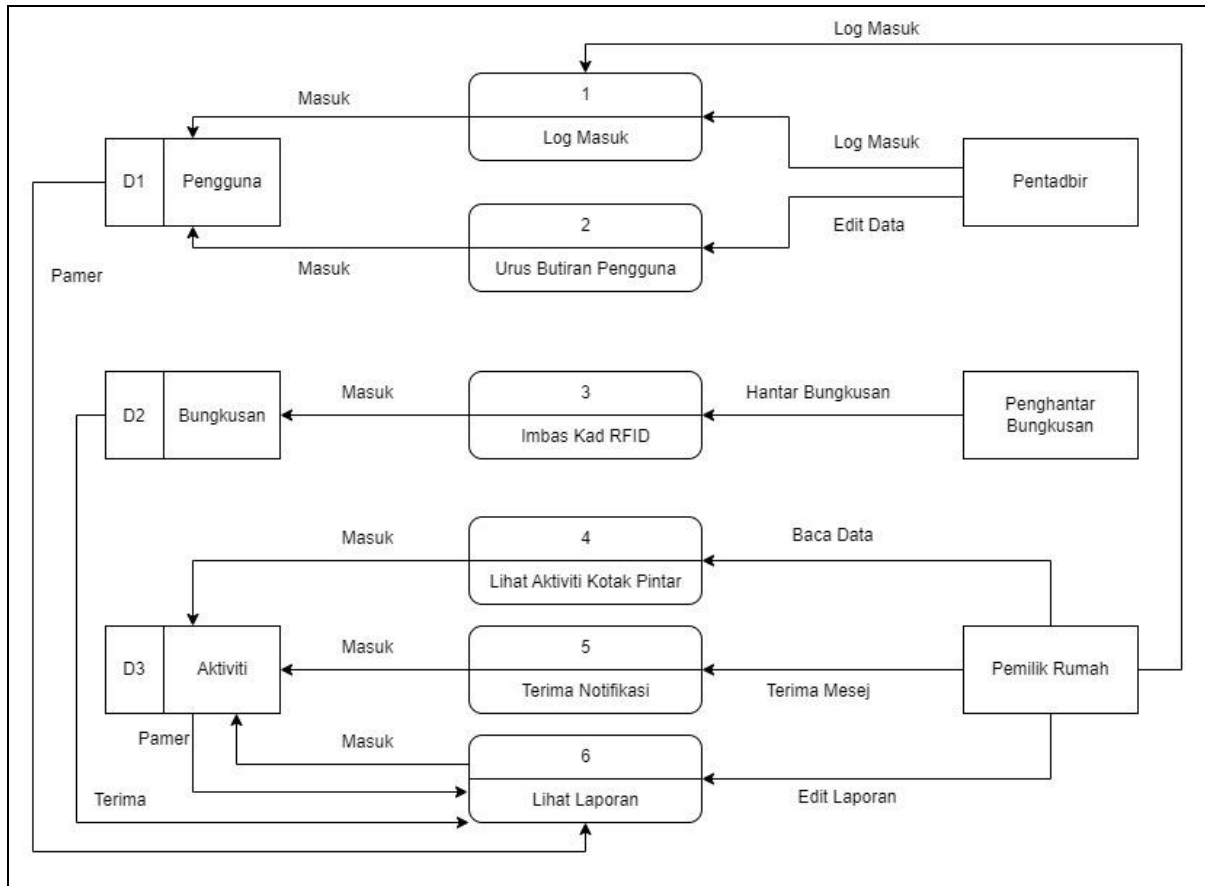 Log Masuk
1
Log Masuk
Masuk
Log Masuk
D1
Pengguna
Pentadbir
2
Urus Butiran Pengguna
Edit Data
Masuk
Pamer
D2
Bungkusan
Masuk
3
Imbas Kad RFID
Hantar Bungkusan
Penghantar
Bungkusan
Masuk
4
Lihat Aktiviti Kotak Pintar
Baca Data
D3
Aktiviti
Masuk
5
Terima Notifikasi
Terima Mesej
Pemilik Rumah
Pamer
Masuk
6
Lihat Laporan
Edit Laporan
Terima